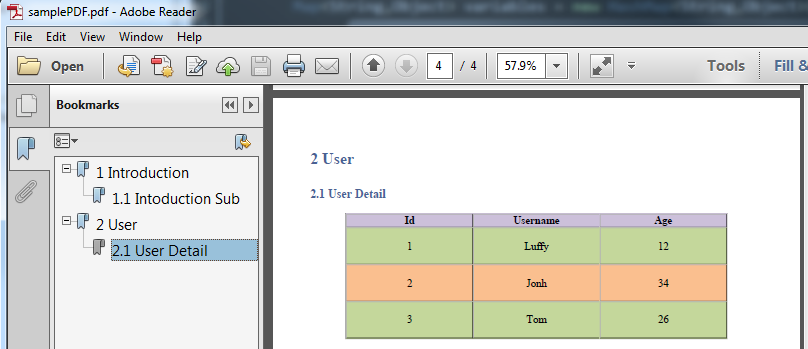 samplePDF.pdf - Adobe Reader
File Edit View Window Help
Open 4 / 4 57.9% Tools Fill &
Bookmarks
1 Introduction
1.1 Intoduction Sub
2 User
2.1 User Detail
2 User
2.1 User Detail
Id Username Age
1 Luffy 12
2 Jonh 34
3 Tom 26